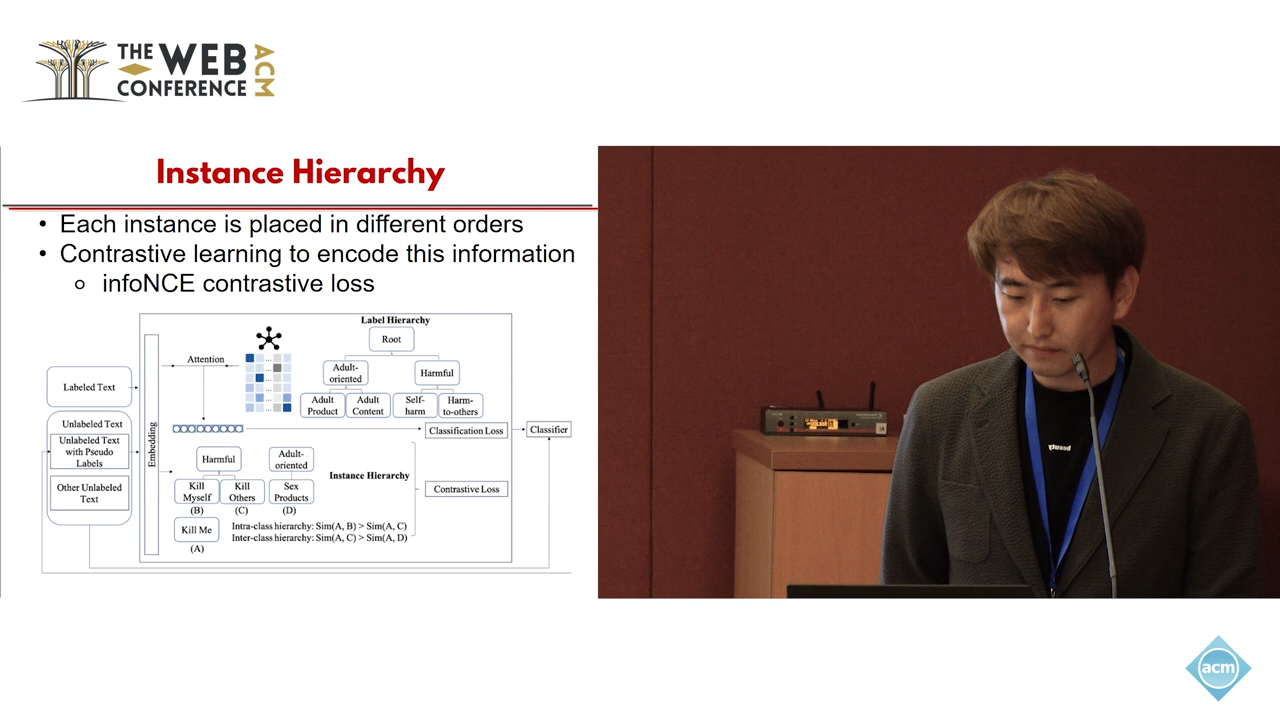 THE WEB
CONFERENCE
ACM
Instance Hierarchy
• Each instance is placed in different orders
• Contrastive learning to encode this information
○ infoNCE contrastive loss
Label Hierarchy
Root
Attention
Adult-
oriented
Harmful
Labeled Text
Adult
Product
Adult
Content
Self-
harm
Harm-
to-others
Unlabeled Text
Unlabeled Text
with Pseudo
Labels
Other Unlabeled
Text
Embedding
Classification Loss
Classifier
Harmful
Adult-
oriented
Instance Hierarchy
Kill
Myself
(B)
Kill
Others
(C)
Sex
Products
(D)
Contrastive Loss
Kill Me
(A)
Intra-class hierarchy: Sim(A, B) > Sim(A, C)
Inter-class hierarchy: Sim(A, C) > Sim(A, D)
beauty
acm